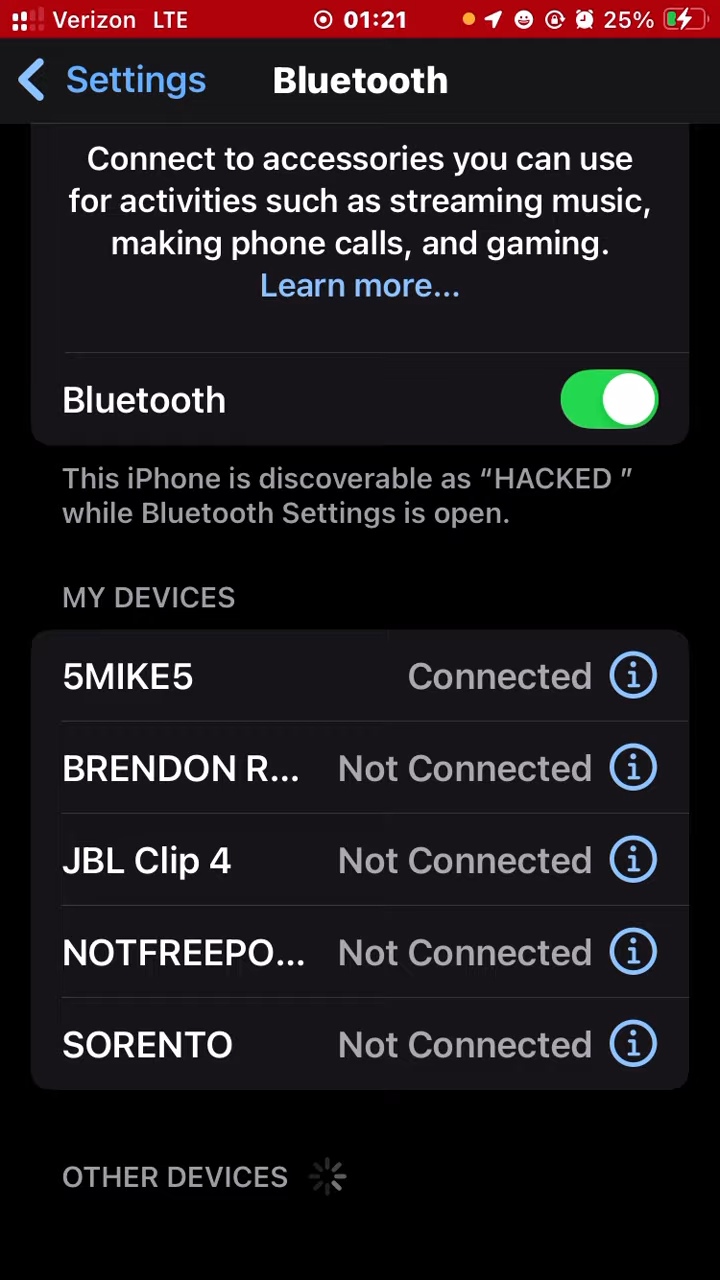 Verizon LTE 01:21 25%
Settings Bluetooth
Connect to accessories you can use
for activities such as streaming music,
making phone calls, and gaming.
Learn more...
Bluetooth
This iPhone is discoverable as “HACKED ”
while Bluetooth Settings is open.
MY DEVICES
5MIKE5 Connected
BRENDON R... Not Connected
JBL Clip 4 Not Connected
NOTFREEPO... Not Connected
SORENTO Not Connected
OTHER DEVICES